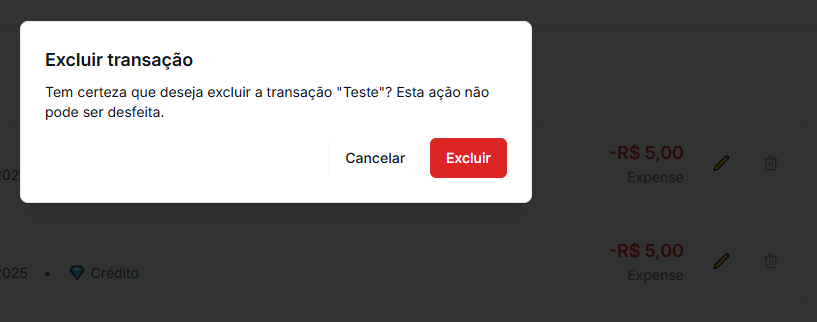 Excluir transação
Tem certeza que deseja excluir a transação "Teste"? Esta ação não
pode ser desfeita.
Cancelar
Excluir
-R$ 5,00
Expense
-R$ 5,00
2025 • Crédito
Expense